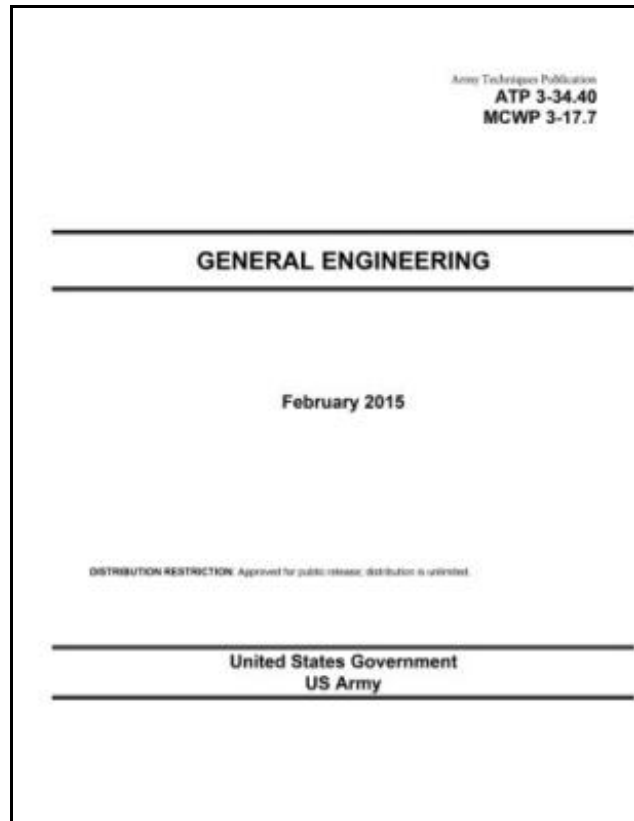 Army Techniques Publication
ATP 3-34.40
MCWP 3-17.7
GENERAL ENGINEERING
February 2015
DISTRIBUTION RESTRICTION: Approved for public release; distribution is unlimited.
United States Government
US Army